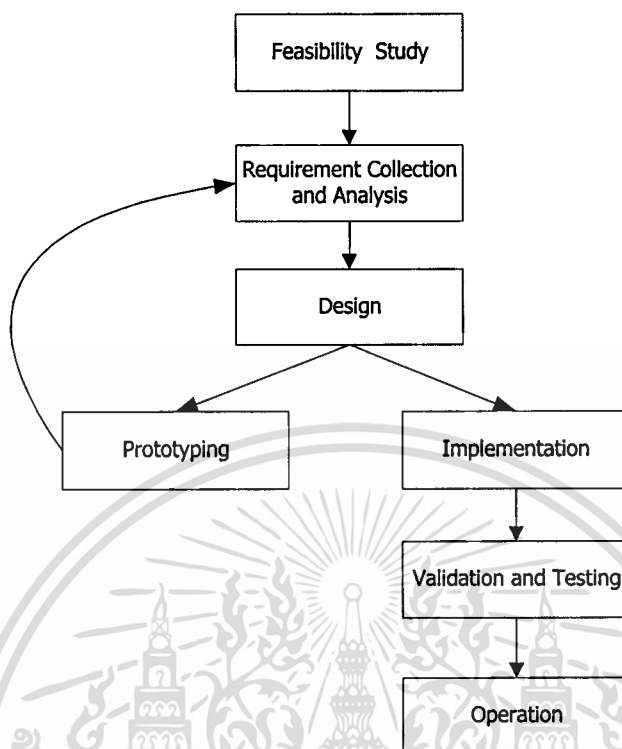 Feasibility Study
Requirement Collection
and Analysis
Design
Prototyping
Implementation
Validation and Testing
Operation